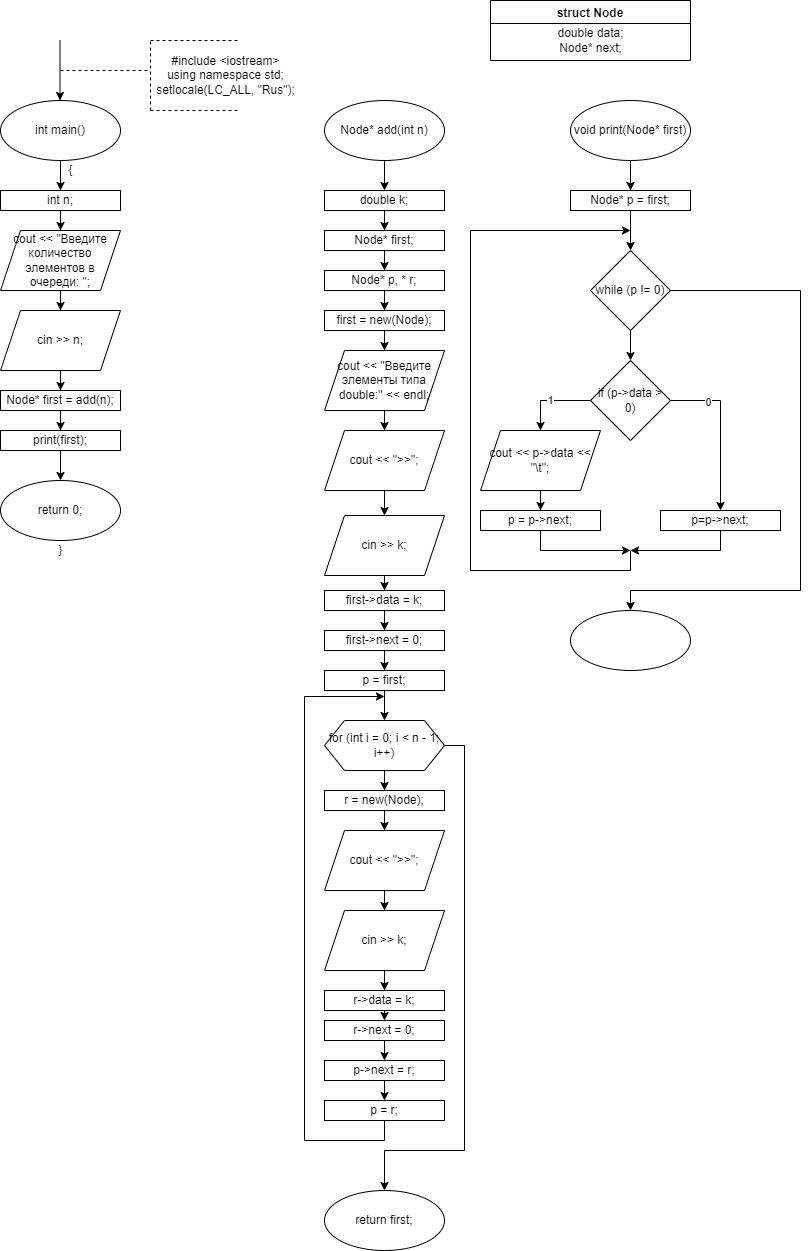 struct Node
double data;
Node* next;
#include <iostream>
using namespace std;
setlocale(LC_ALL, "Rus");
int main()
{
int n;
cout << "Введите
количество
элементов в
очереди: ";
cin >> n;
Node* first = add(n);
print(first);
return 0;
}
Node* add(int n)
double k;
Node* first;
Node* p, * r;
first = new(Node);
cout << "Введите
элементы типа
double:" << endl;
cout << ">>";
cin >> k;
first->data = k;
first->next = 0;
p = first;
for (int i = 0; i < n - 1;
i++)
r = new(Node);
cout << ">>";
cin >> k;
r->data = k;
r->next = 0;
p->next = r;
p = r;
return first;
void print(Node* first)
Node* p = first;
while (p != 0)
if (p->data >
0)
1
0
cout << p->data <<
"\t";
p = p->next;
p=p->next;